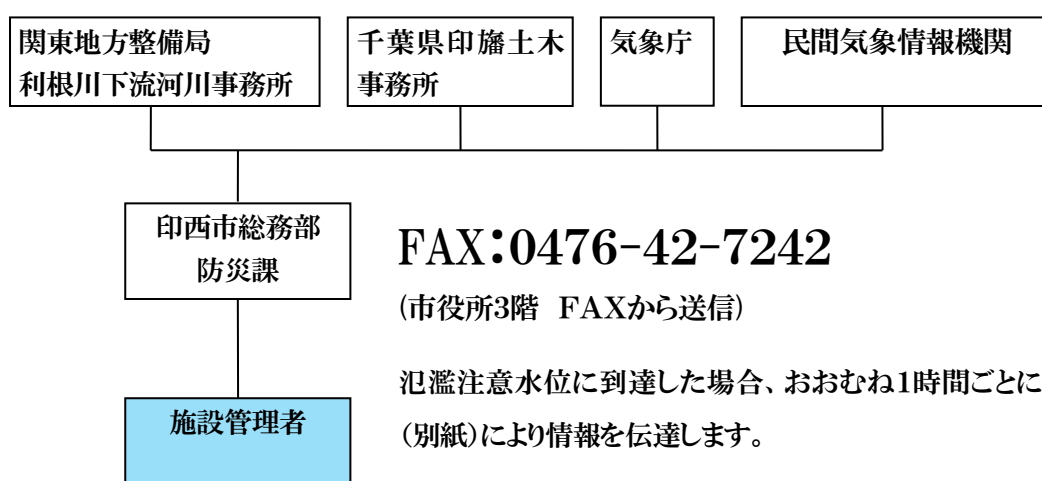 関東地方整備局
利根川下流河川事務所
千葉県印旛土木
事務所
気象庁
民間気象情報機関
印西市総務部
防災課
FAX:0476-42-7242
(市役所3階　FAXから送信)
氾濫注意水位に到達した場合、おおむね1時間ごとに
(別紙)により情報を伝達します。
施設管理者